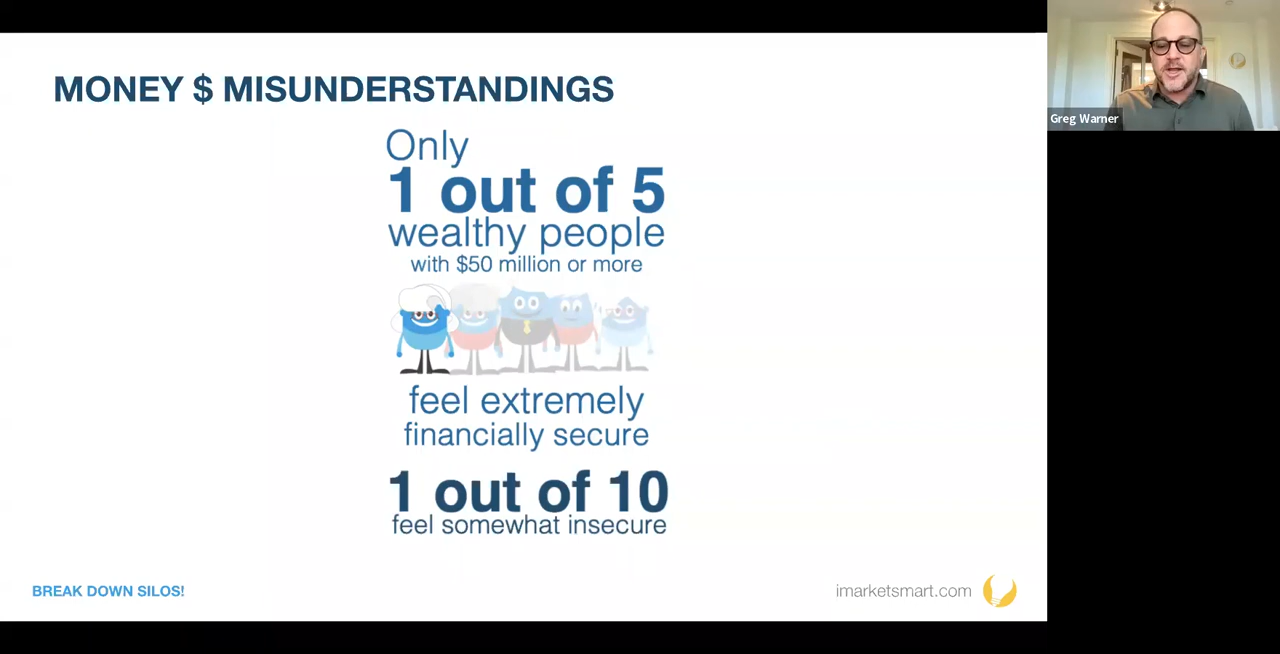 MONEY $ MISUNDERSTANDINGS
Only
1 out of 5
wealthy people
with $50 million or more
feel extremely
financially secure
1 out of 10
feel somewhat insecure
BREAK DOWN SILOS!
imarketsmart.com
Greg Warner